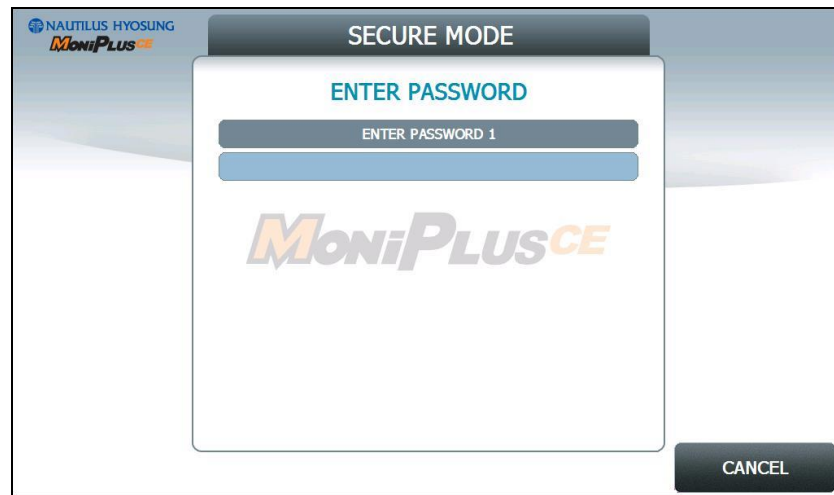 NAUTILUS HYOSUNG
MoniPlusCE
SECURE MODE
ENTER PASSWORD
ENTER PASSWORD 1
MoniPlusCE
CANCEL